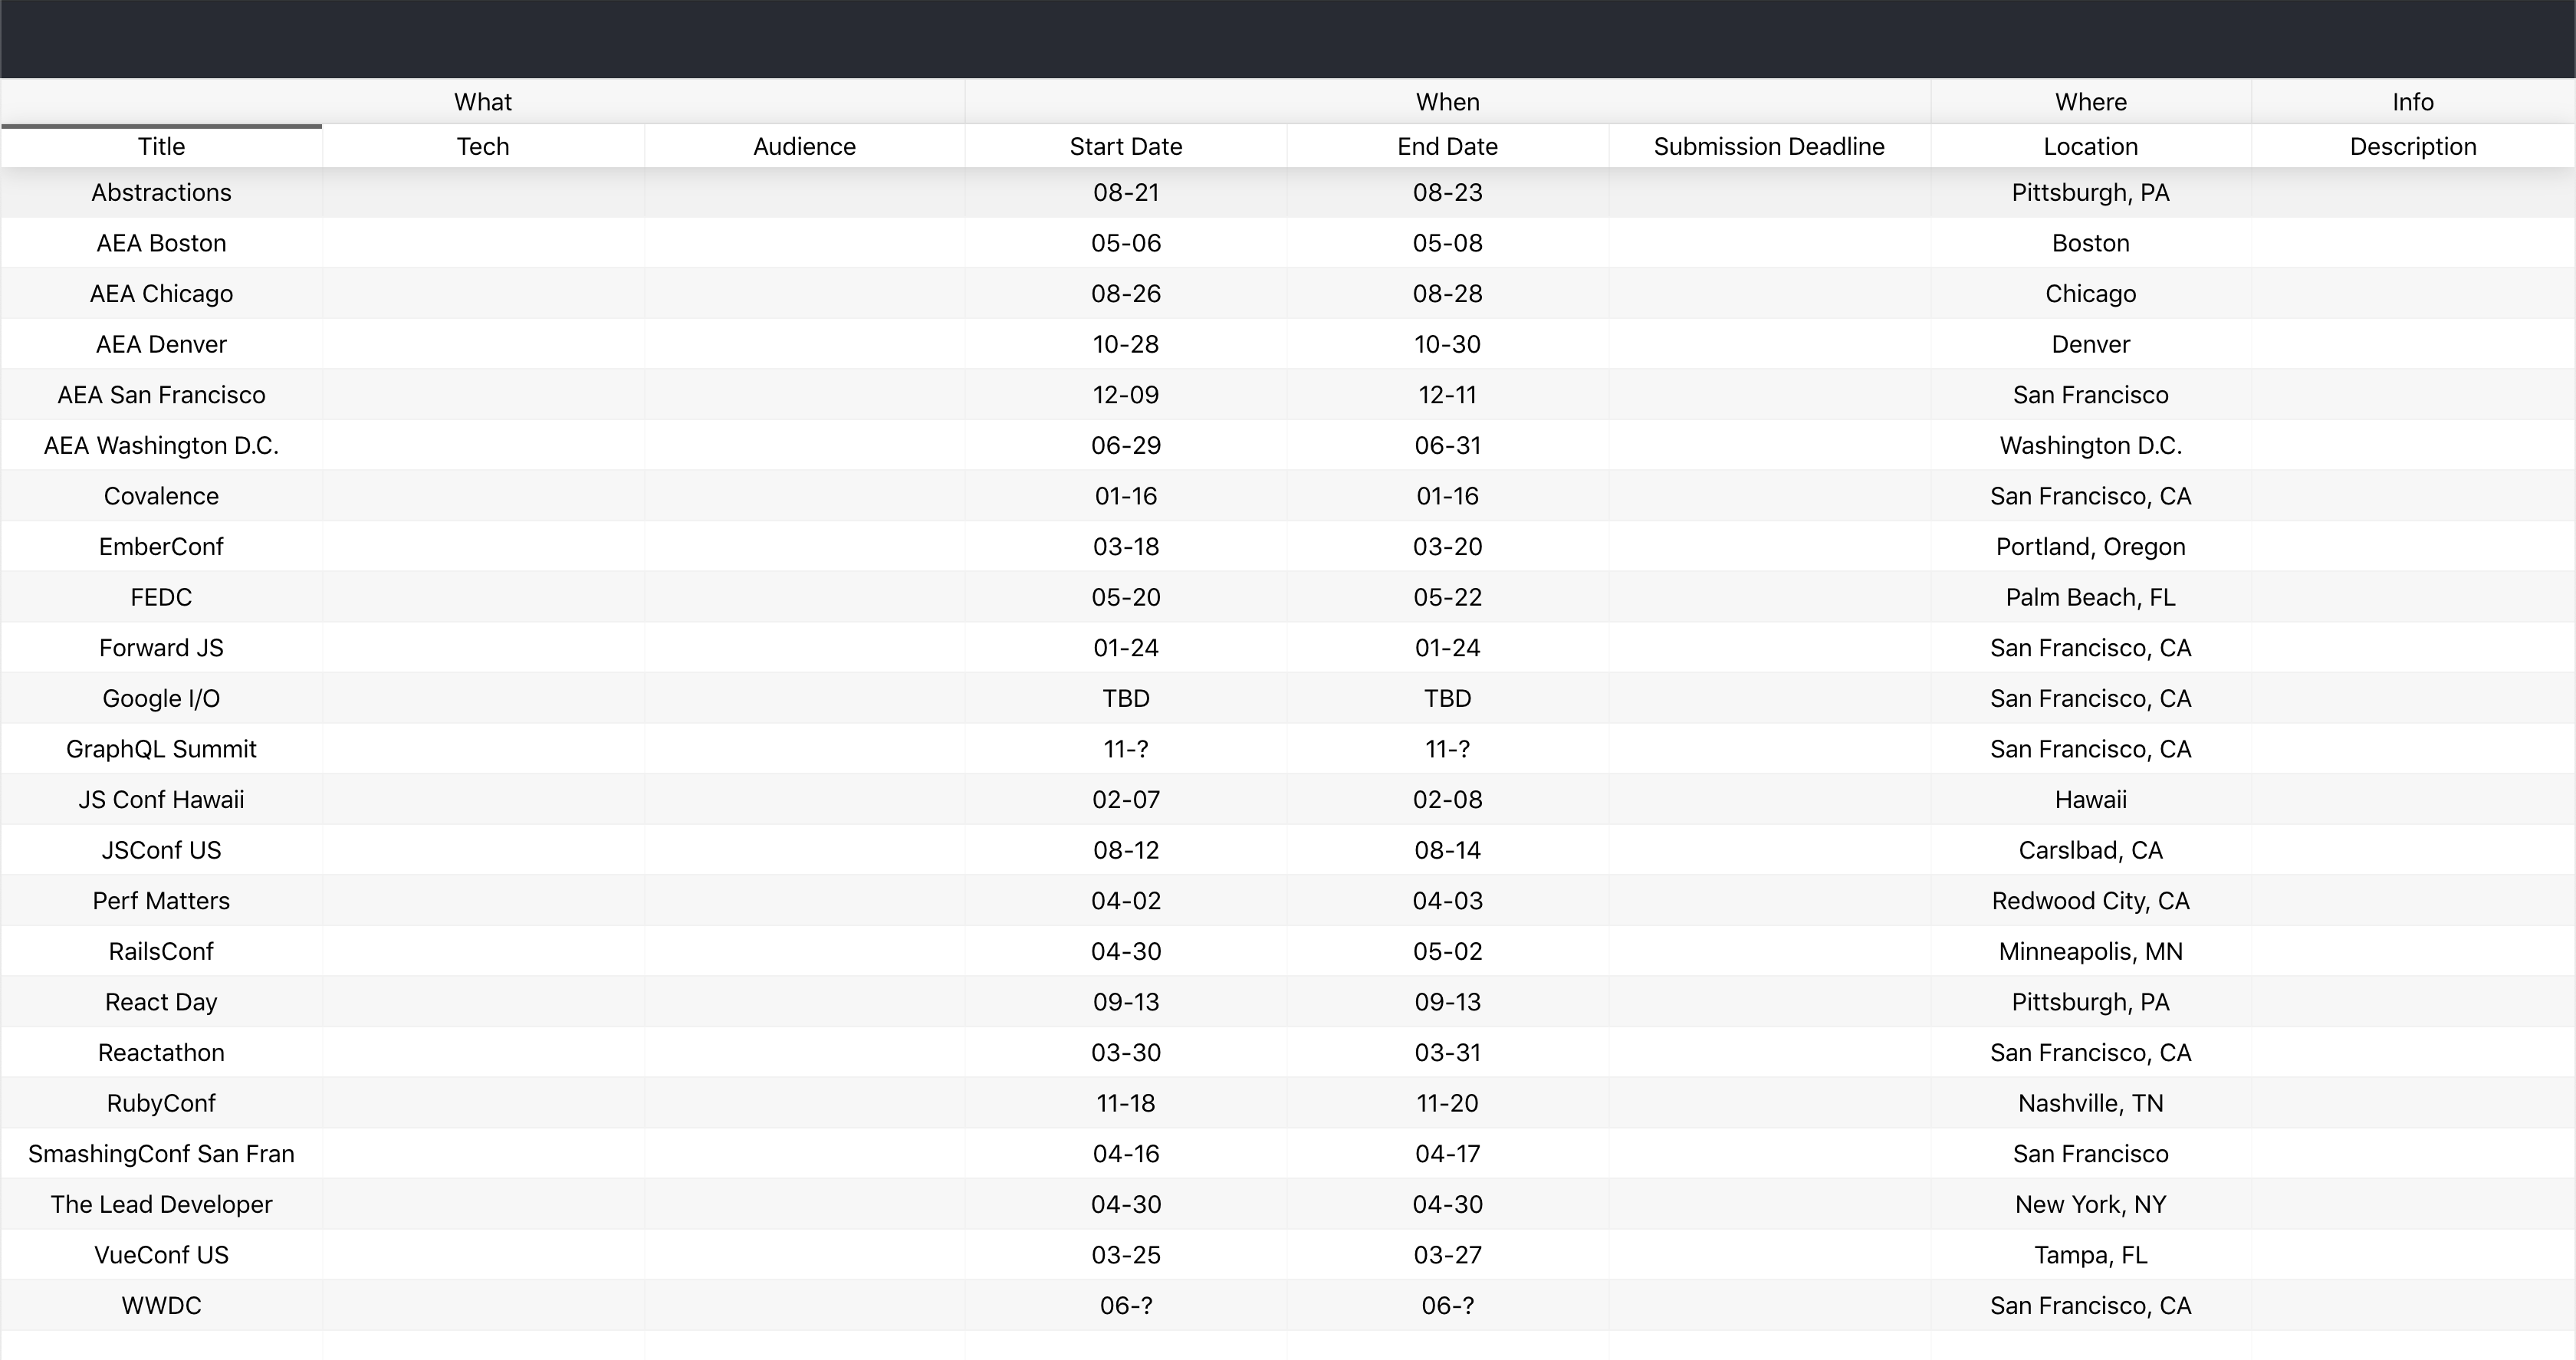 What When Where Info
Title Tech Audience Start Date End Date Submission Deadline Location Description
Abstractions 08-21 08-23 Pittsburgh, PA
AEA Boston 05-06 05-08 Boston
AEA Chicago 08-26 08-28 Chicago
AEA Denver 10-28 10-30 Denver
AEA San Francisco 12-09 12-11 San Francisco
AEA Washington D.C. 06-29 06-31 Washington D.C.
Covalence 01-16 01-16 San Francisco, CA
EmberConf 03-18 03-20 Portland, Oregon
FEDC 05-20 05-22 Palm Beach, FL
Forward JS 01-24 01-24 San Francisco, CA
Google I/O TBD TBD San Francisco, CA
GraphQL Summit 11-? 11-? San Francisco, CA
JS Conf Hawaii 02-07 02-08 Hawaii
JSConf US 08-12 08-14 Carslbad, CA
Perf Matters 04-02 04-03 Redwood City, CA
RailsConf 04-30 05-02 Minneapolis, MN
React Day 09-13 09-13 Pittsburgh, PA
Reactathon 03-30 03-31 San Francisco, CA
RubyConf 11-18 11-20 Nashville, TN
SmashingConf San Fran 04-16 04-17 San Francisco
The Lead Developer 04-30 04-30 New York, NY
VueConf US 03-25 03-27 Tampa, FL
WWDC 06-? 06-? San Francisco, CA